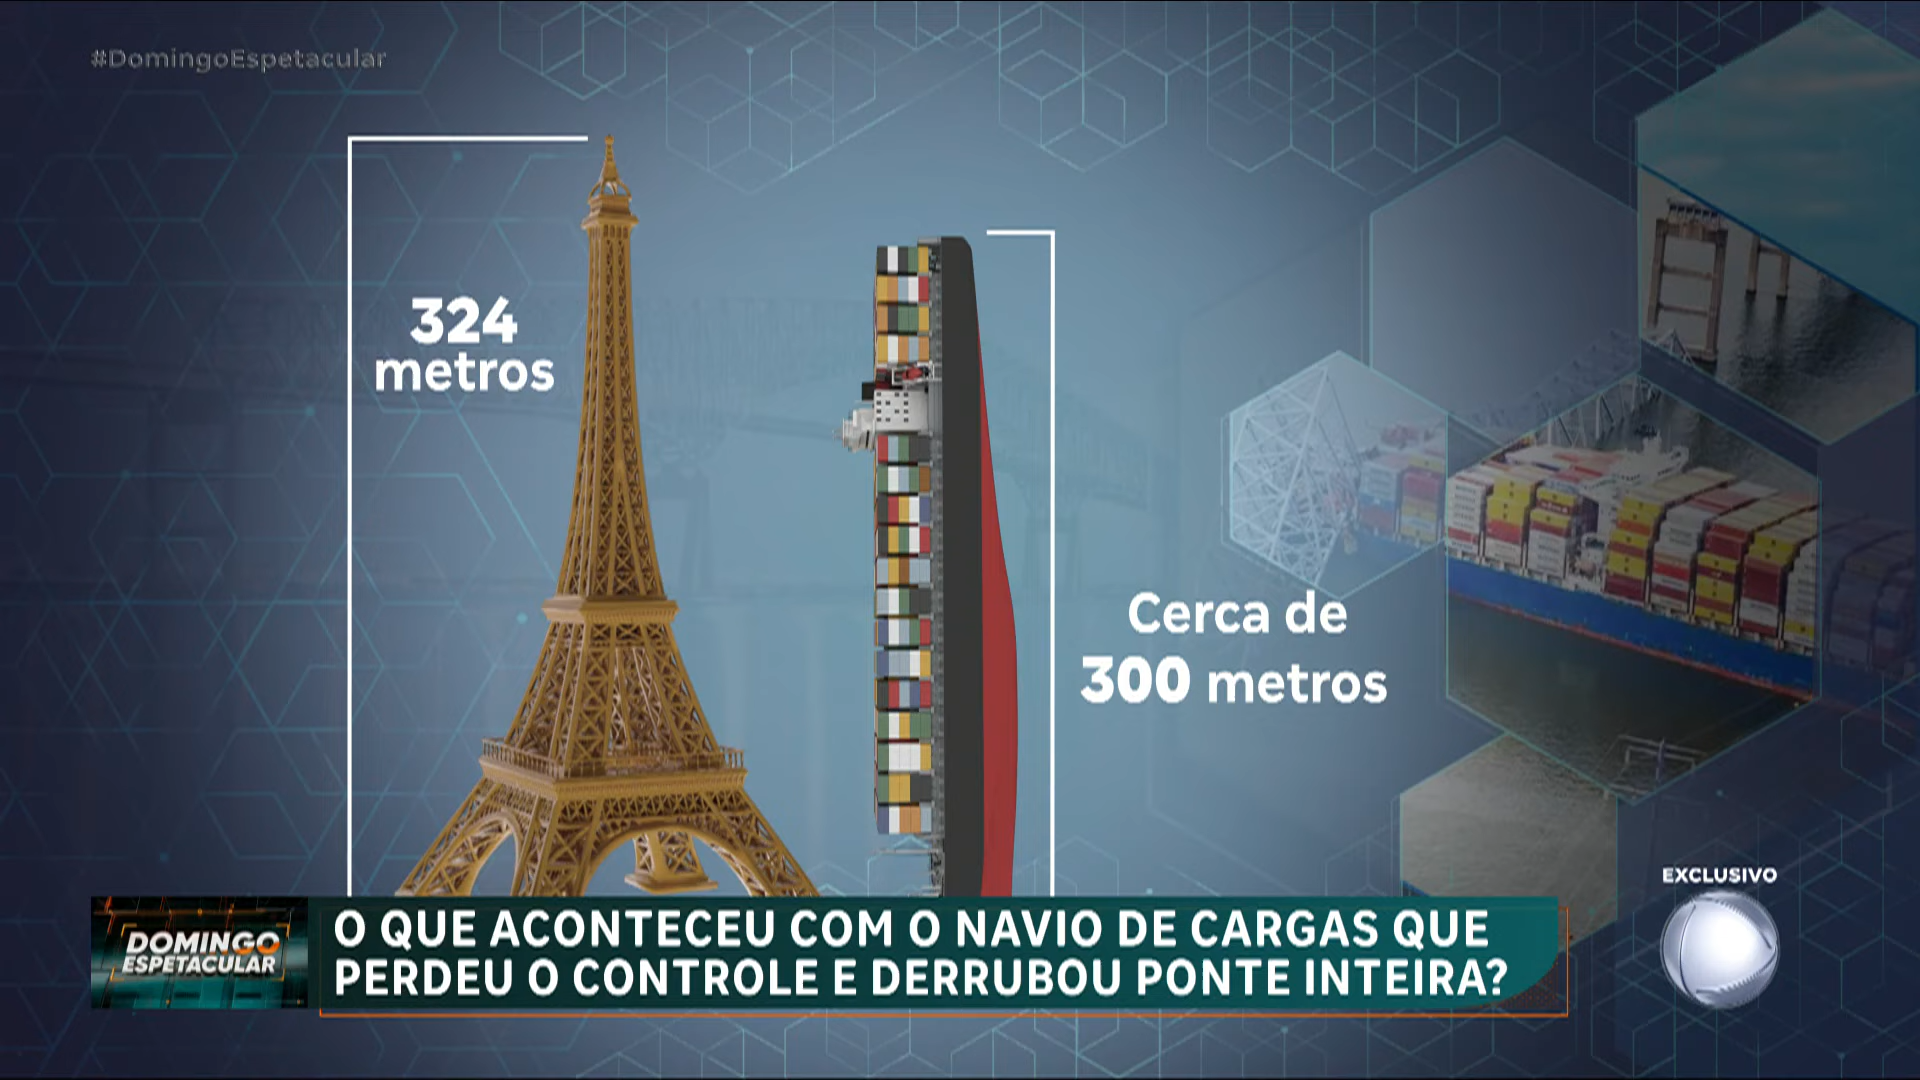 #DomingoEspetacular
324
metros
Cerca de
300 metros
EXCLUSIVO
DOMINGO
ESPETACULAR
O QUE ACONTECEU COM O NAVIO DE CARGAS QUE
PERDEU O CONTROLE E DERRUBOU PONTE INTEIRA?